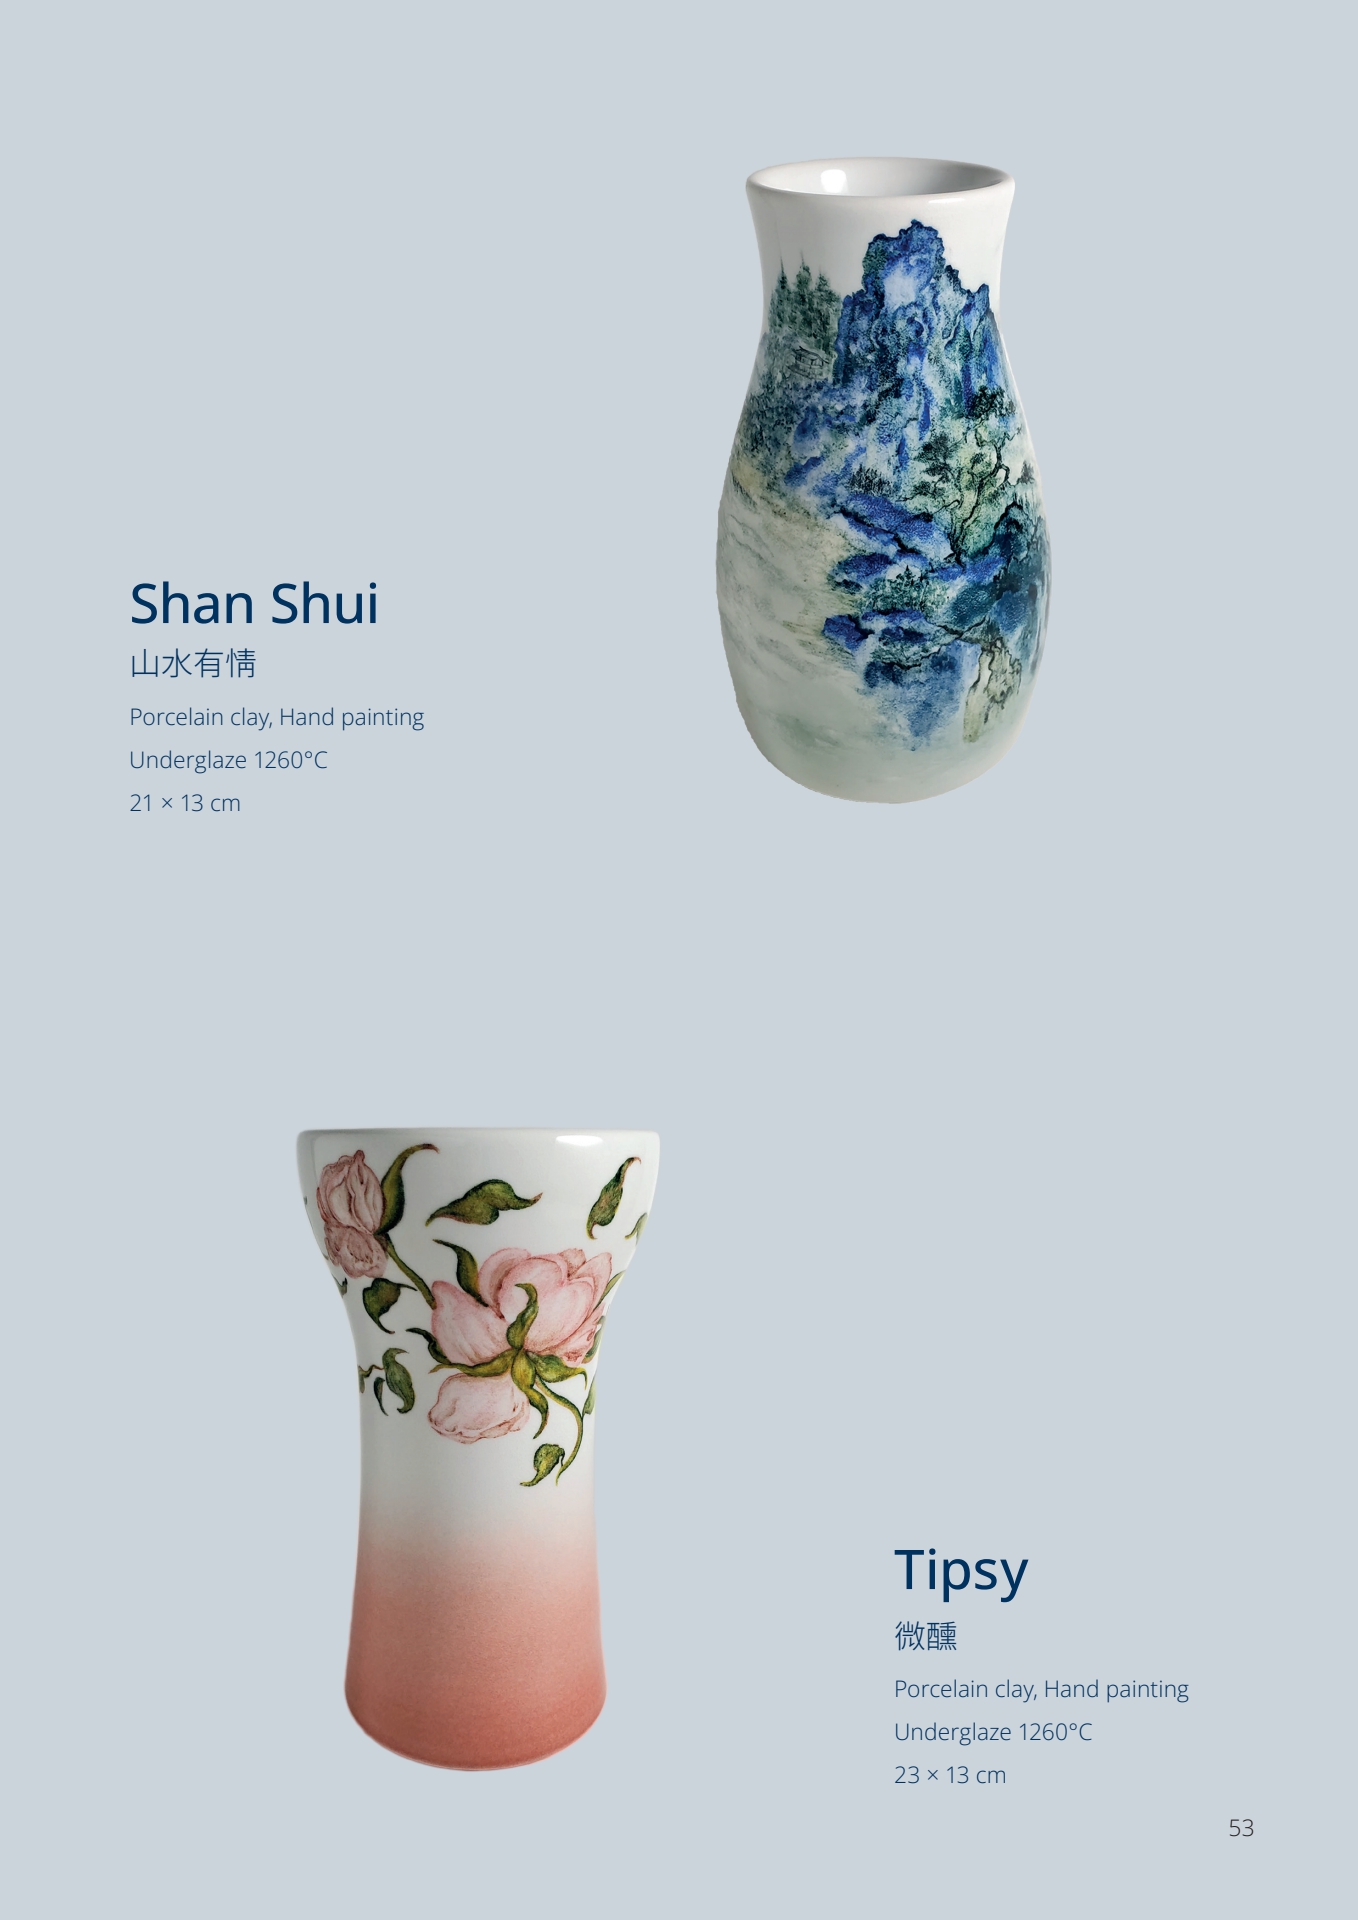 Shan Shui
山水有情
Porcelain clay, Hand painting
Underglaze 1260°C
21 × 13 cm
Tipsy
微醺
Porcelain clay, Hand painting
Underglaze 1260°C
23 × 13 cm
53